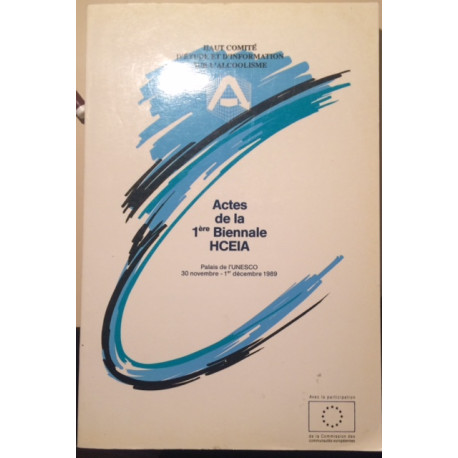 HAUT COMITÉ
D'ÉTUDE ET D'INFORMATION
SUR L'ALCOOLISME
Actes
de la
1ère Biennale
HCEIA
Palais de l'UNESCO
30 novembre - 1er décembre 1989
Avec la participation
de la Commission des
communautés européennes